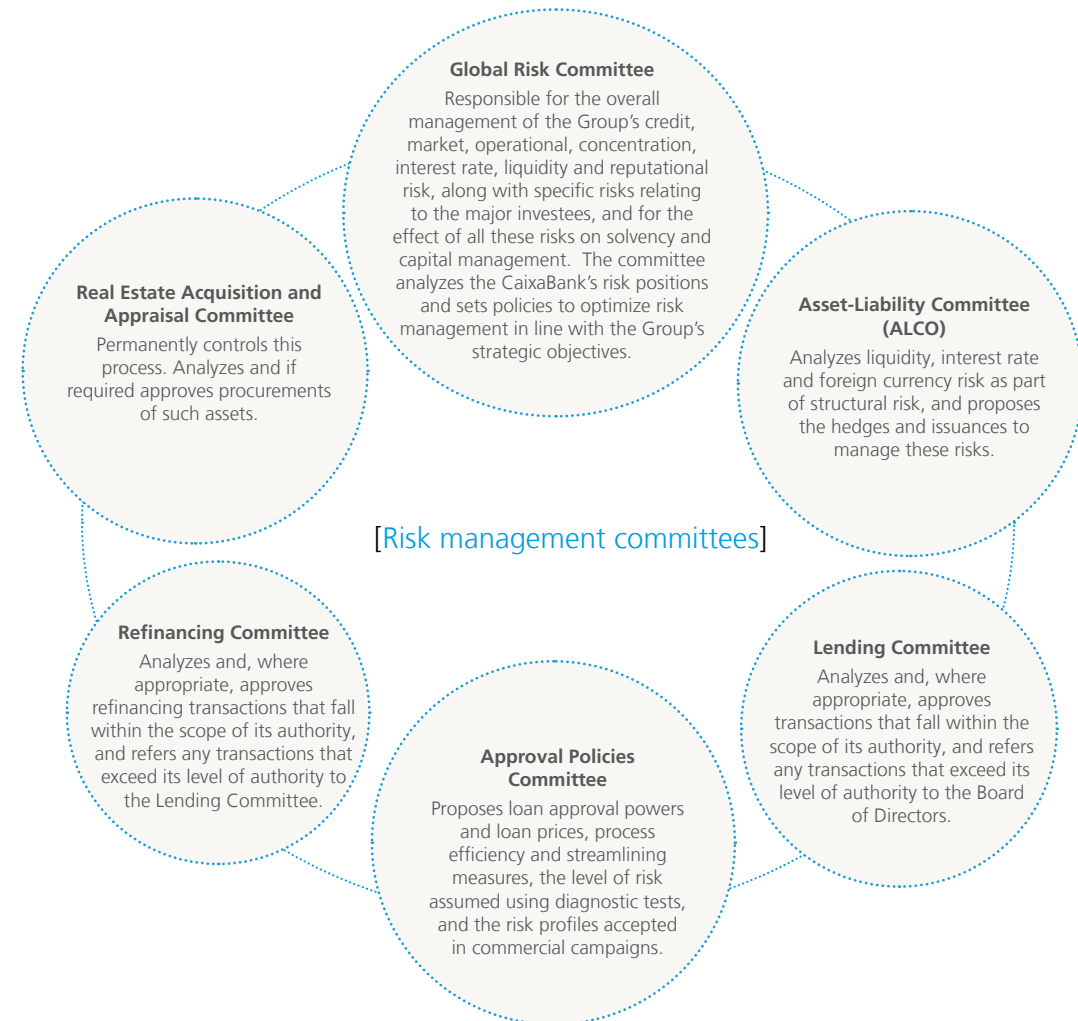 Global Risk Committee
Responsible for the overall
management of the Group's credit,
market, operational, concentration,
interest rate, liquidity and reputational
risk, along with specific risks relating
to the major investees, and for the
effect of all these risks on solvency and
capital management.  The committee
analyzes the CaixaBank's risk positions
and sets policies to optimize risk
management in line with the Group's
strategic objectives.
Real Estate Acquisition and
Appraisal Committee
Permanently controls this
process. Analyzes and if
required approves procurements
of such assets.
Asset-Liability Committee
(ALCO)
Analyzes liquidity, interest rate
and foreign currency risk as part
of structural risk, and proposes
the hedges and issuances to
manage these risks.
[Risk management committees]
Refinancing Committee
Analyzes and, where
appropriate, approves
refinancing transactions that fall
within the scope of its authority,
and refers any transactions that
exceed its level of authority to
the Lending Committee.
Lending Committee
Analyzes and, where
appropriate, approves
transactions that fall within the
scope of its authority, and refers
any transactions that exceed its
level of authority to the Board
of Directors.
Approval Policies
Committee
Proposes loan approval powers
and loan prices, process
efficiency and streamlining
measures, the level of risk
assumed using diagnostic tests,
and the risk profiles accepted
in commercial campaigns.